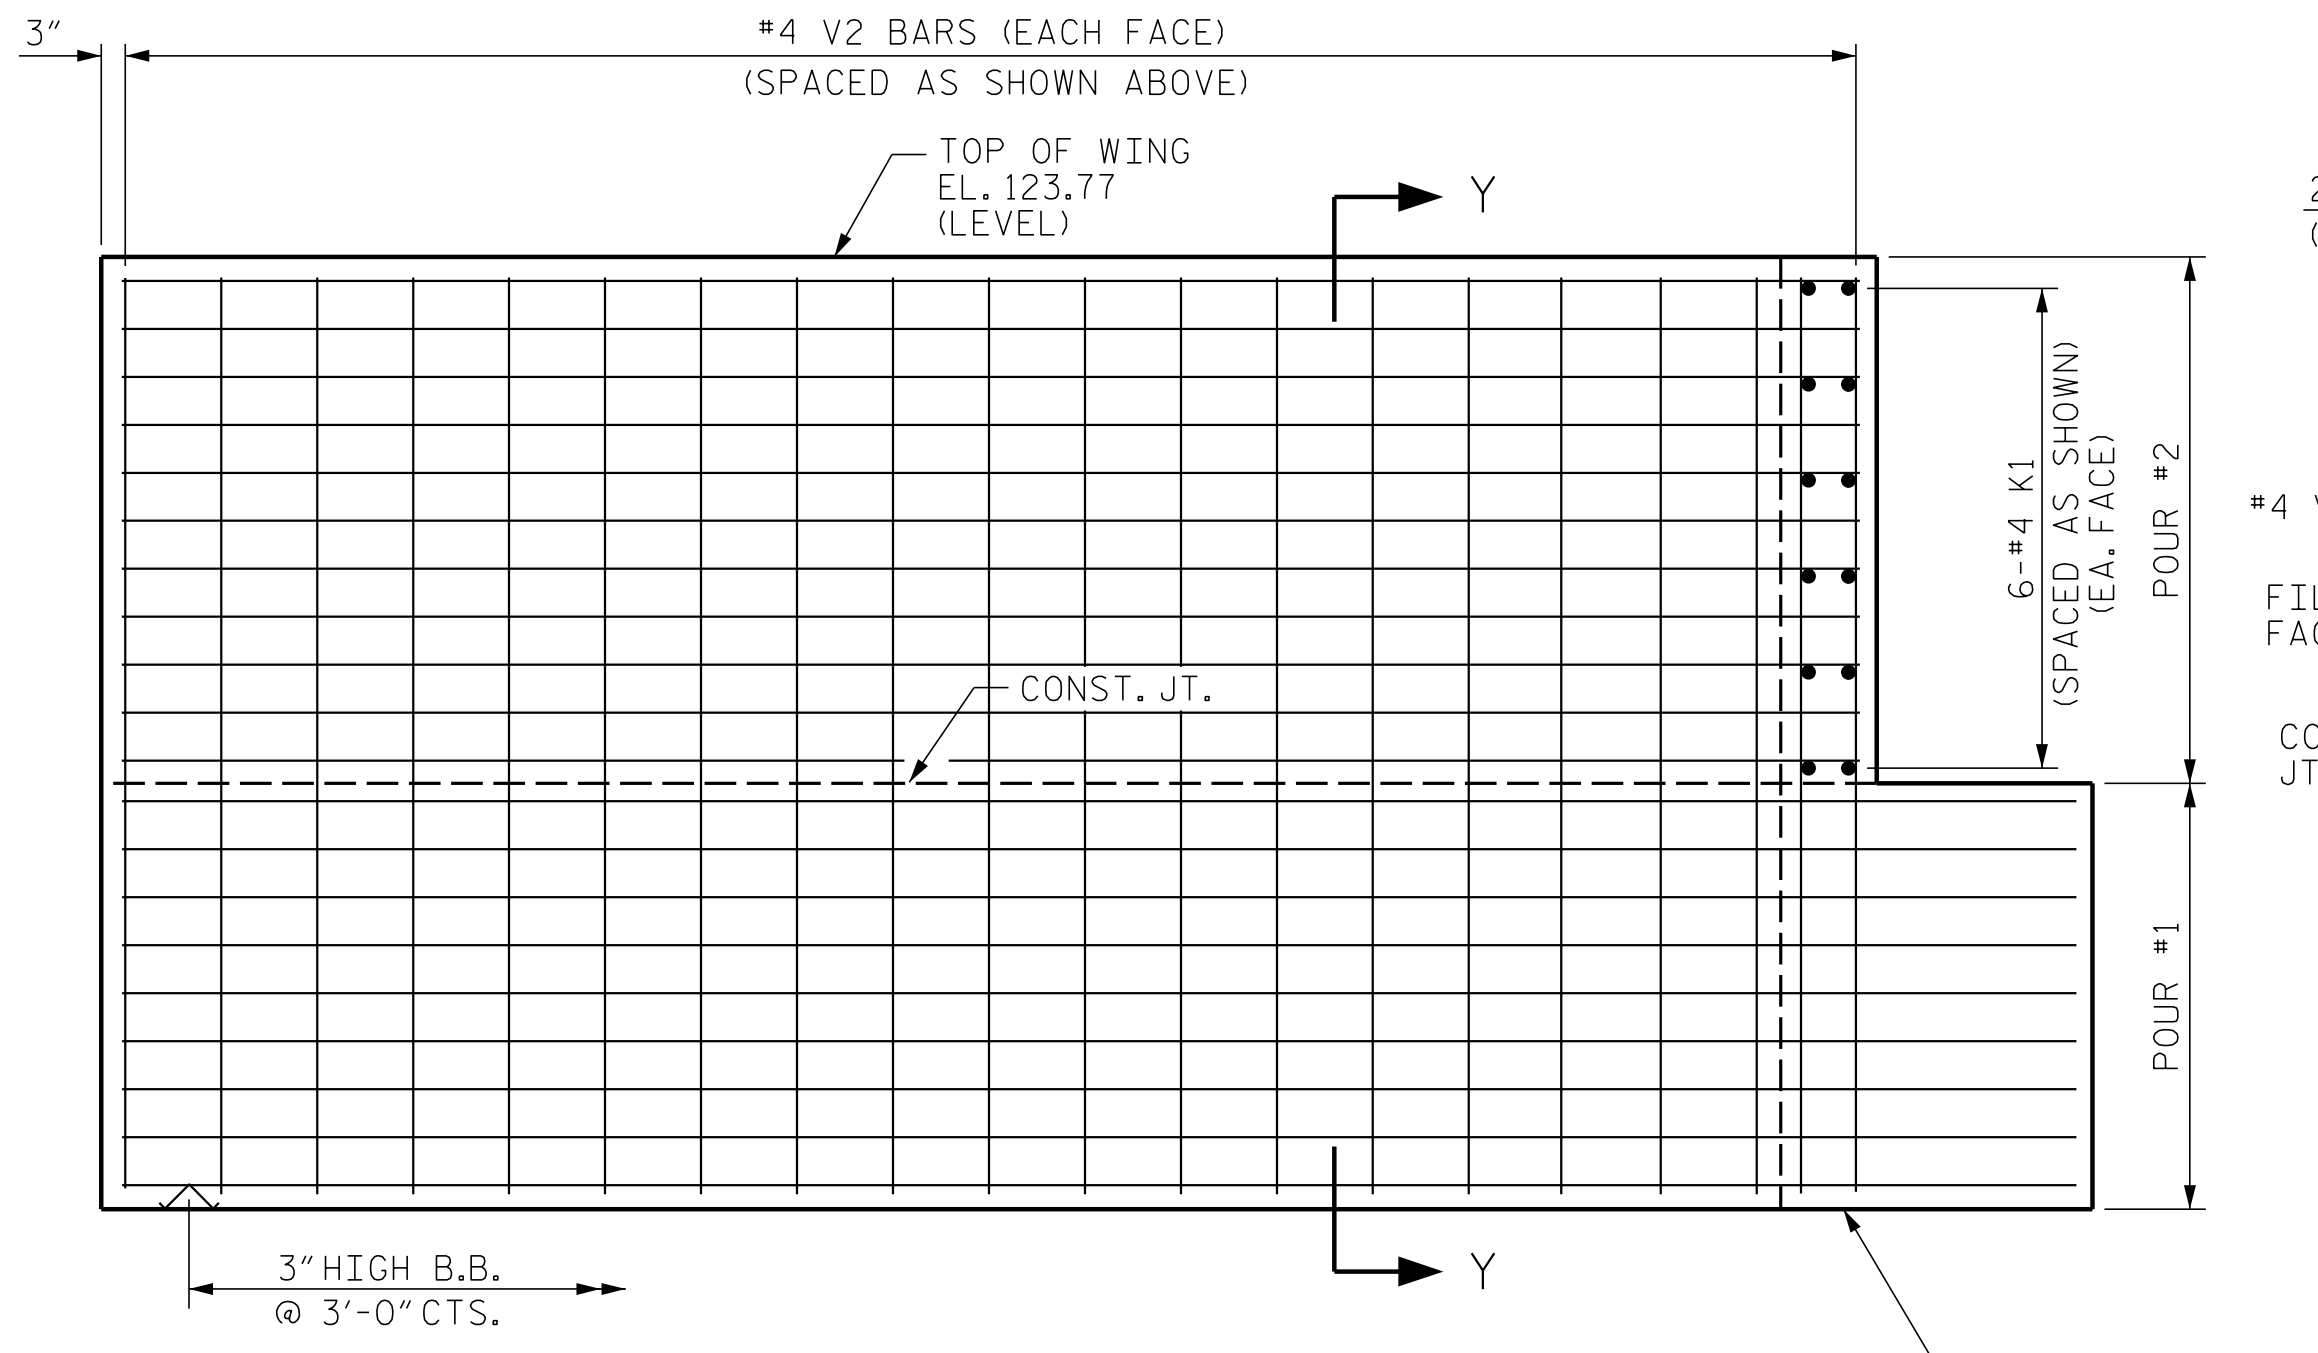 3"
#4 V2 BARS (EACH FACE)
(SPACED AS SHOWN ABOVE)
TOP OF WING
EL. 123.77
(LEVEL)
Y
6-#4 K1
(SPACED AS SHOWN)
(EA. FACE)
POUR #2
#4
CONST. JT.
POUR #1
Y
3" HIGH B.B.
@ 3'-0" CTS.